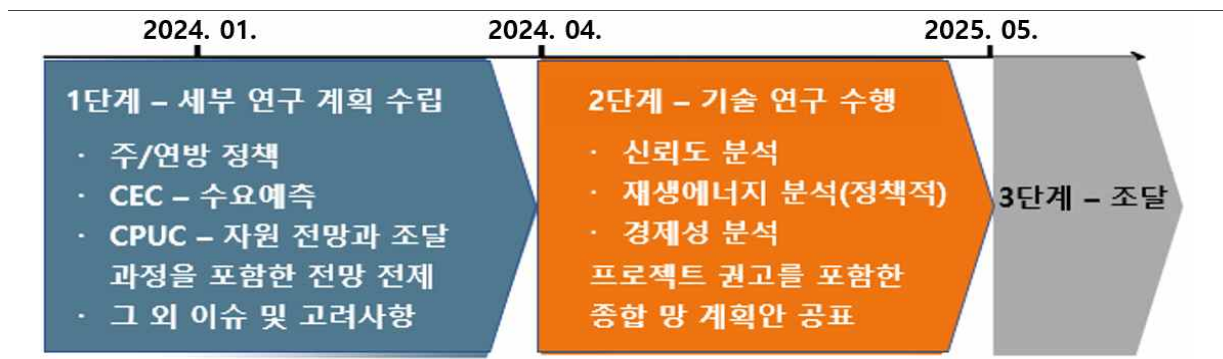 2024. 01.
2024. 04.
2025. 05.
1단계 – 세부 연구 계획 수립
· 주/연방 정책
· CEC – 수요예측
· CPUC – 자원 전망과 조달
과정을 포함한 전망 전제
· 그 외 이슈 및 고려사항
2단계 – 기술 연구 수행
· 신뢰도 분석
· 재생에너지 분석(정책적)
· 경제성 분석
프로젝트 권고를 포함한
종합 망 계획안 공표
3단계 – 조달